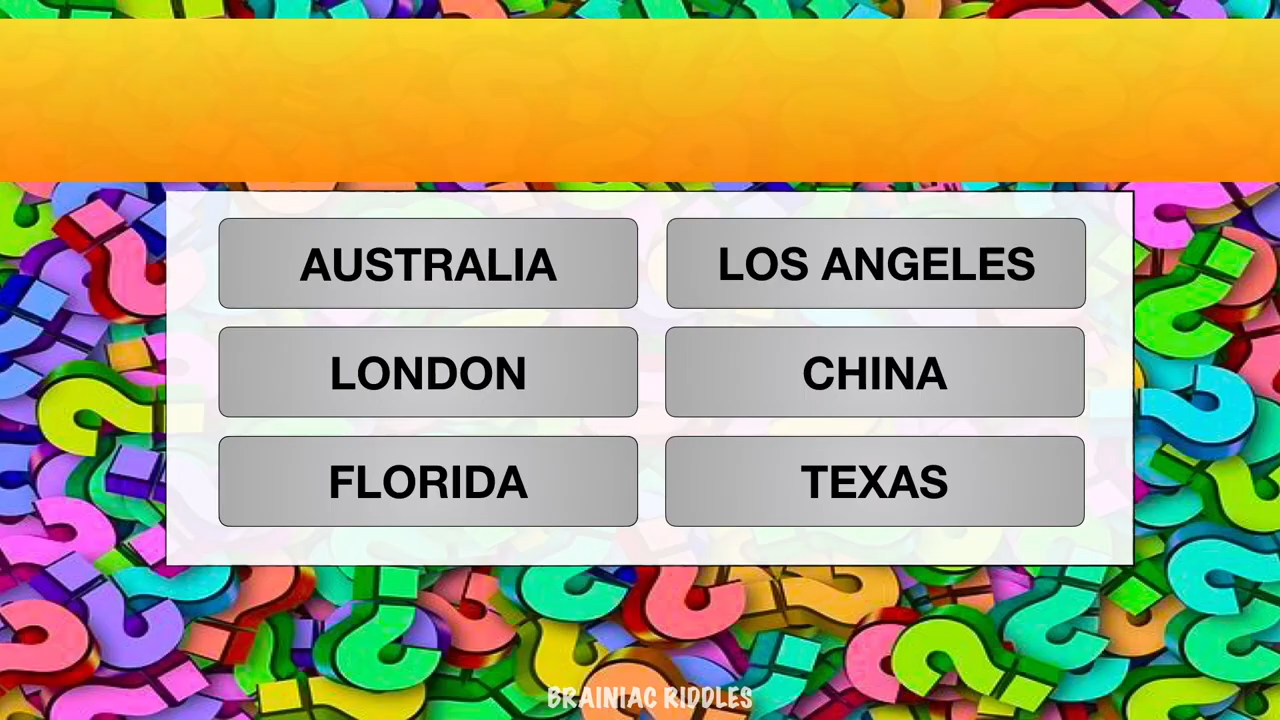 AUSTRALIA
LOS ANGELES
LONDON
CHINA
FLORIDA
TEXAS
BRAINIAC RIDDLES